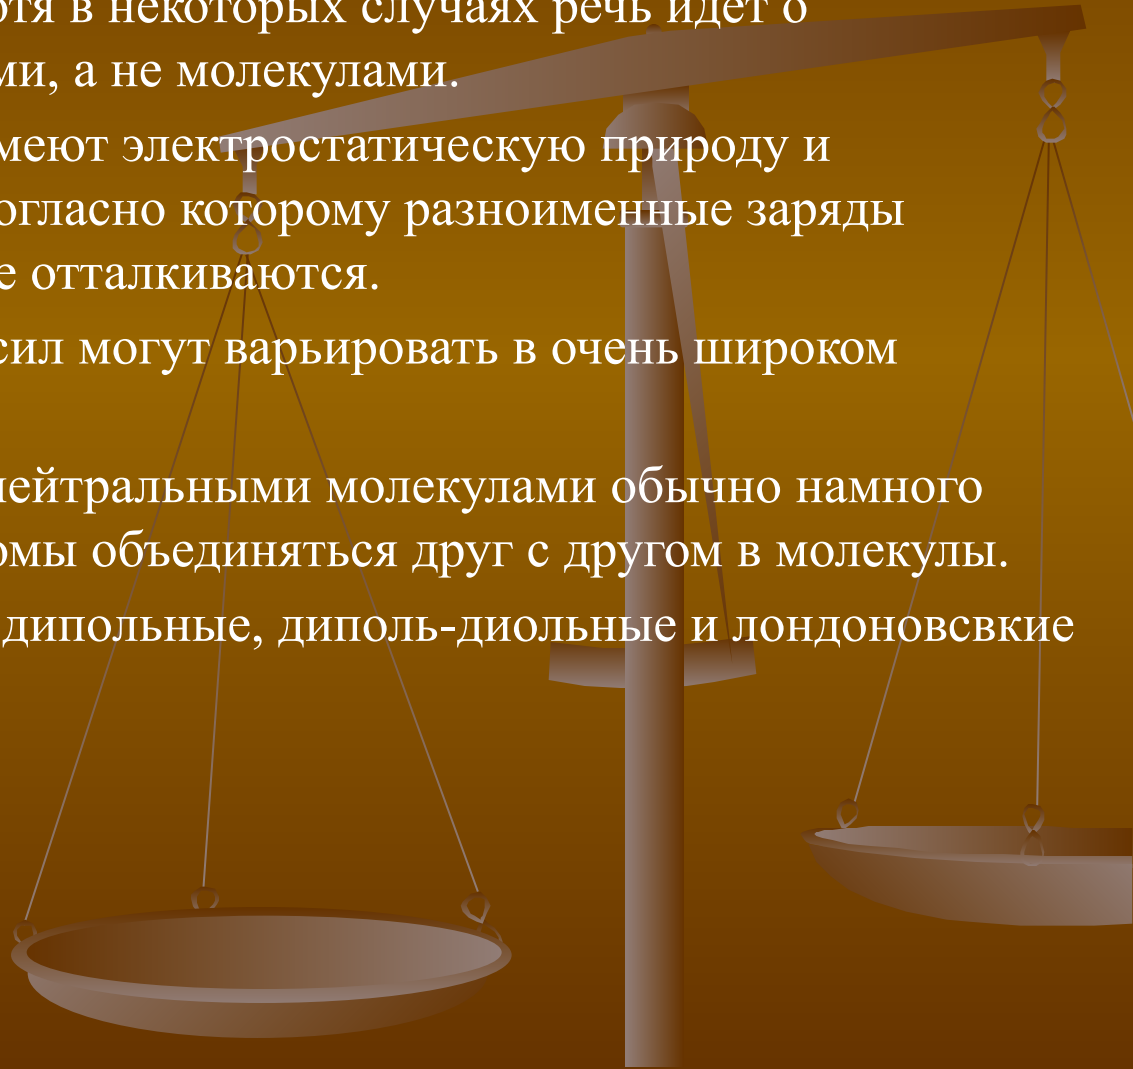 отя в некоторых случаях речь идет о
ми, а не молекулами.
меют электростатическую природу и
огласно которому разноименные заряды
е отталкиваются.
сил могут варьировать в очень широком
нейтральными молекулами обычно намного
омы объединяться друг с другом в молекулы.
дипольные, диполь-диольные и лондоновсвкие